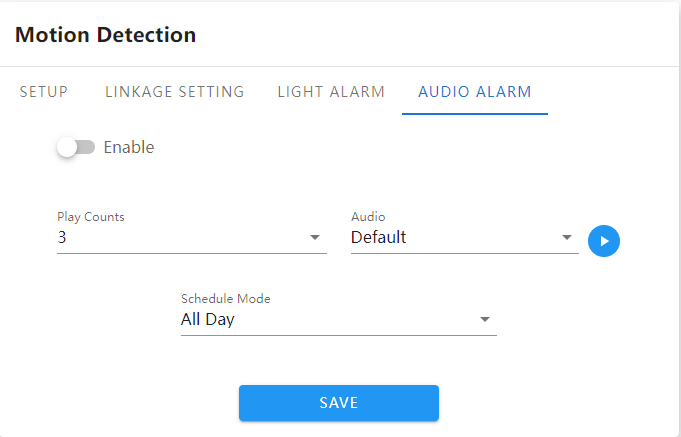 Motion Detection
SETUP LINKAGE SETTING LIGHT ALARM AUDIO ALARM
Enable
Play Counts Audio
3 Default
Schedule Mode
All Day
SAVE